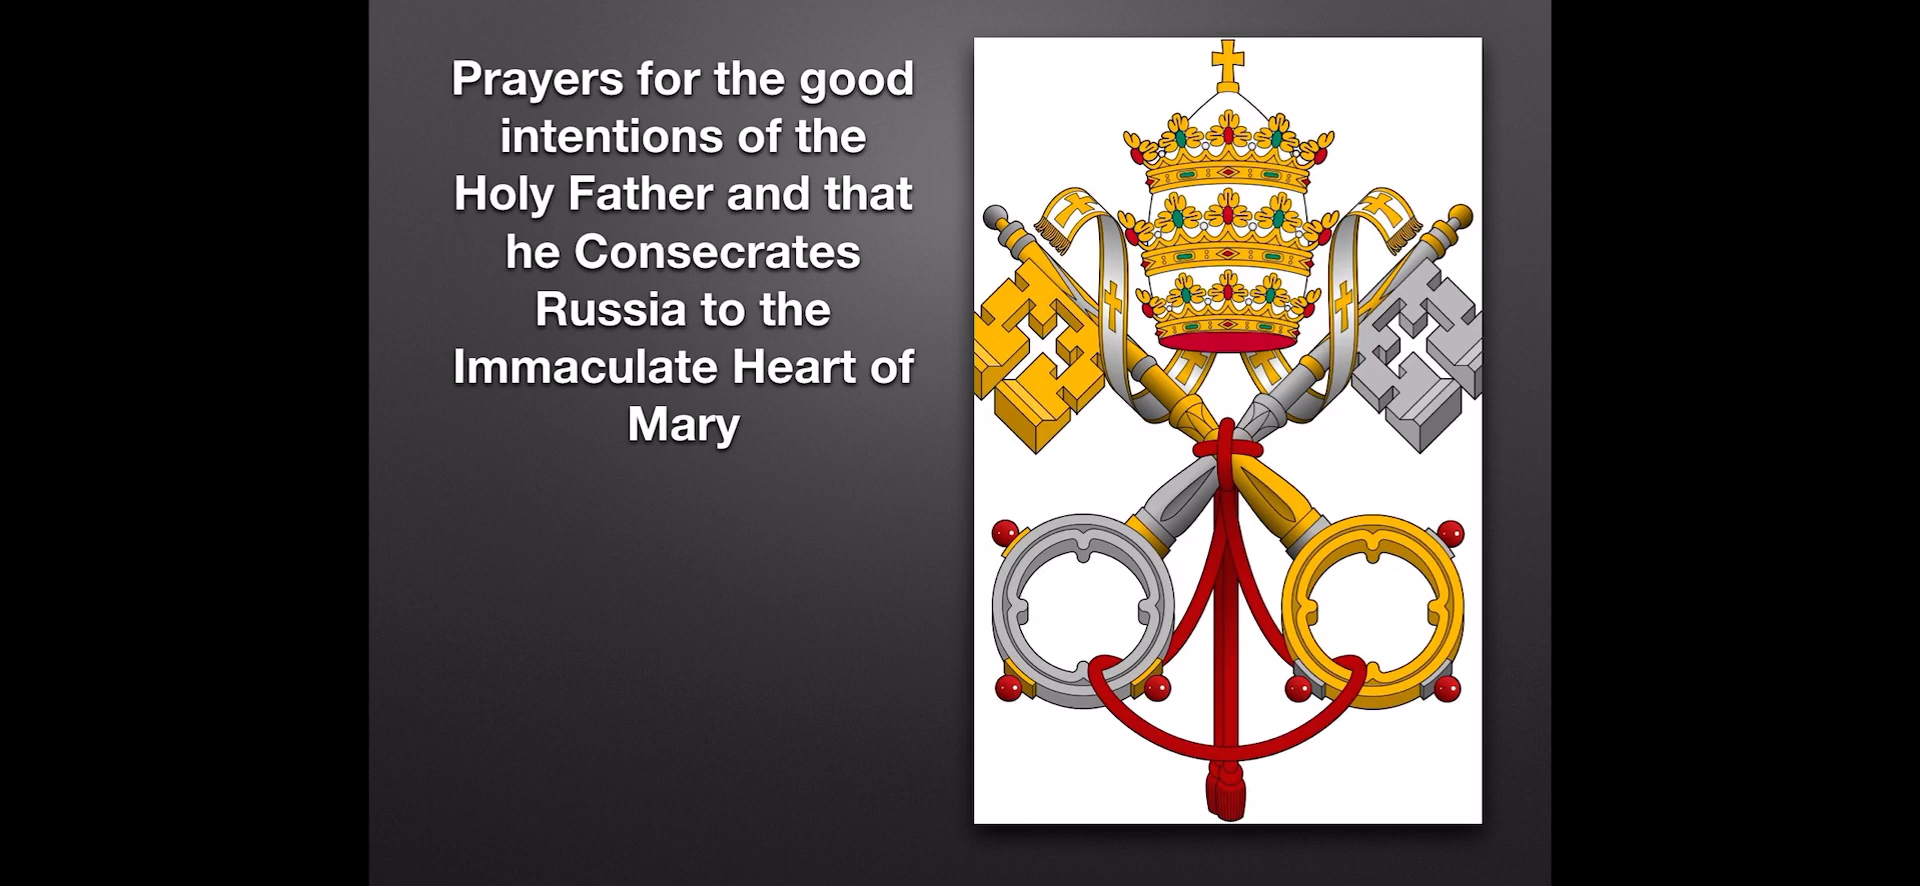 Prayers for the good
intentions of the
Holy Father and that
he Consecrates
Russia to the
Immaculate Heart of
Mary